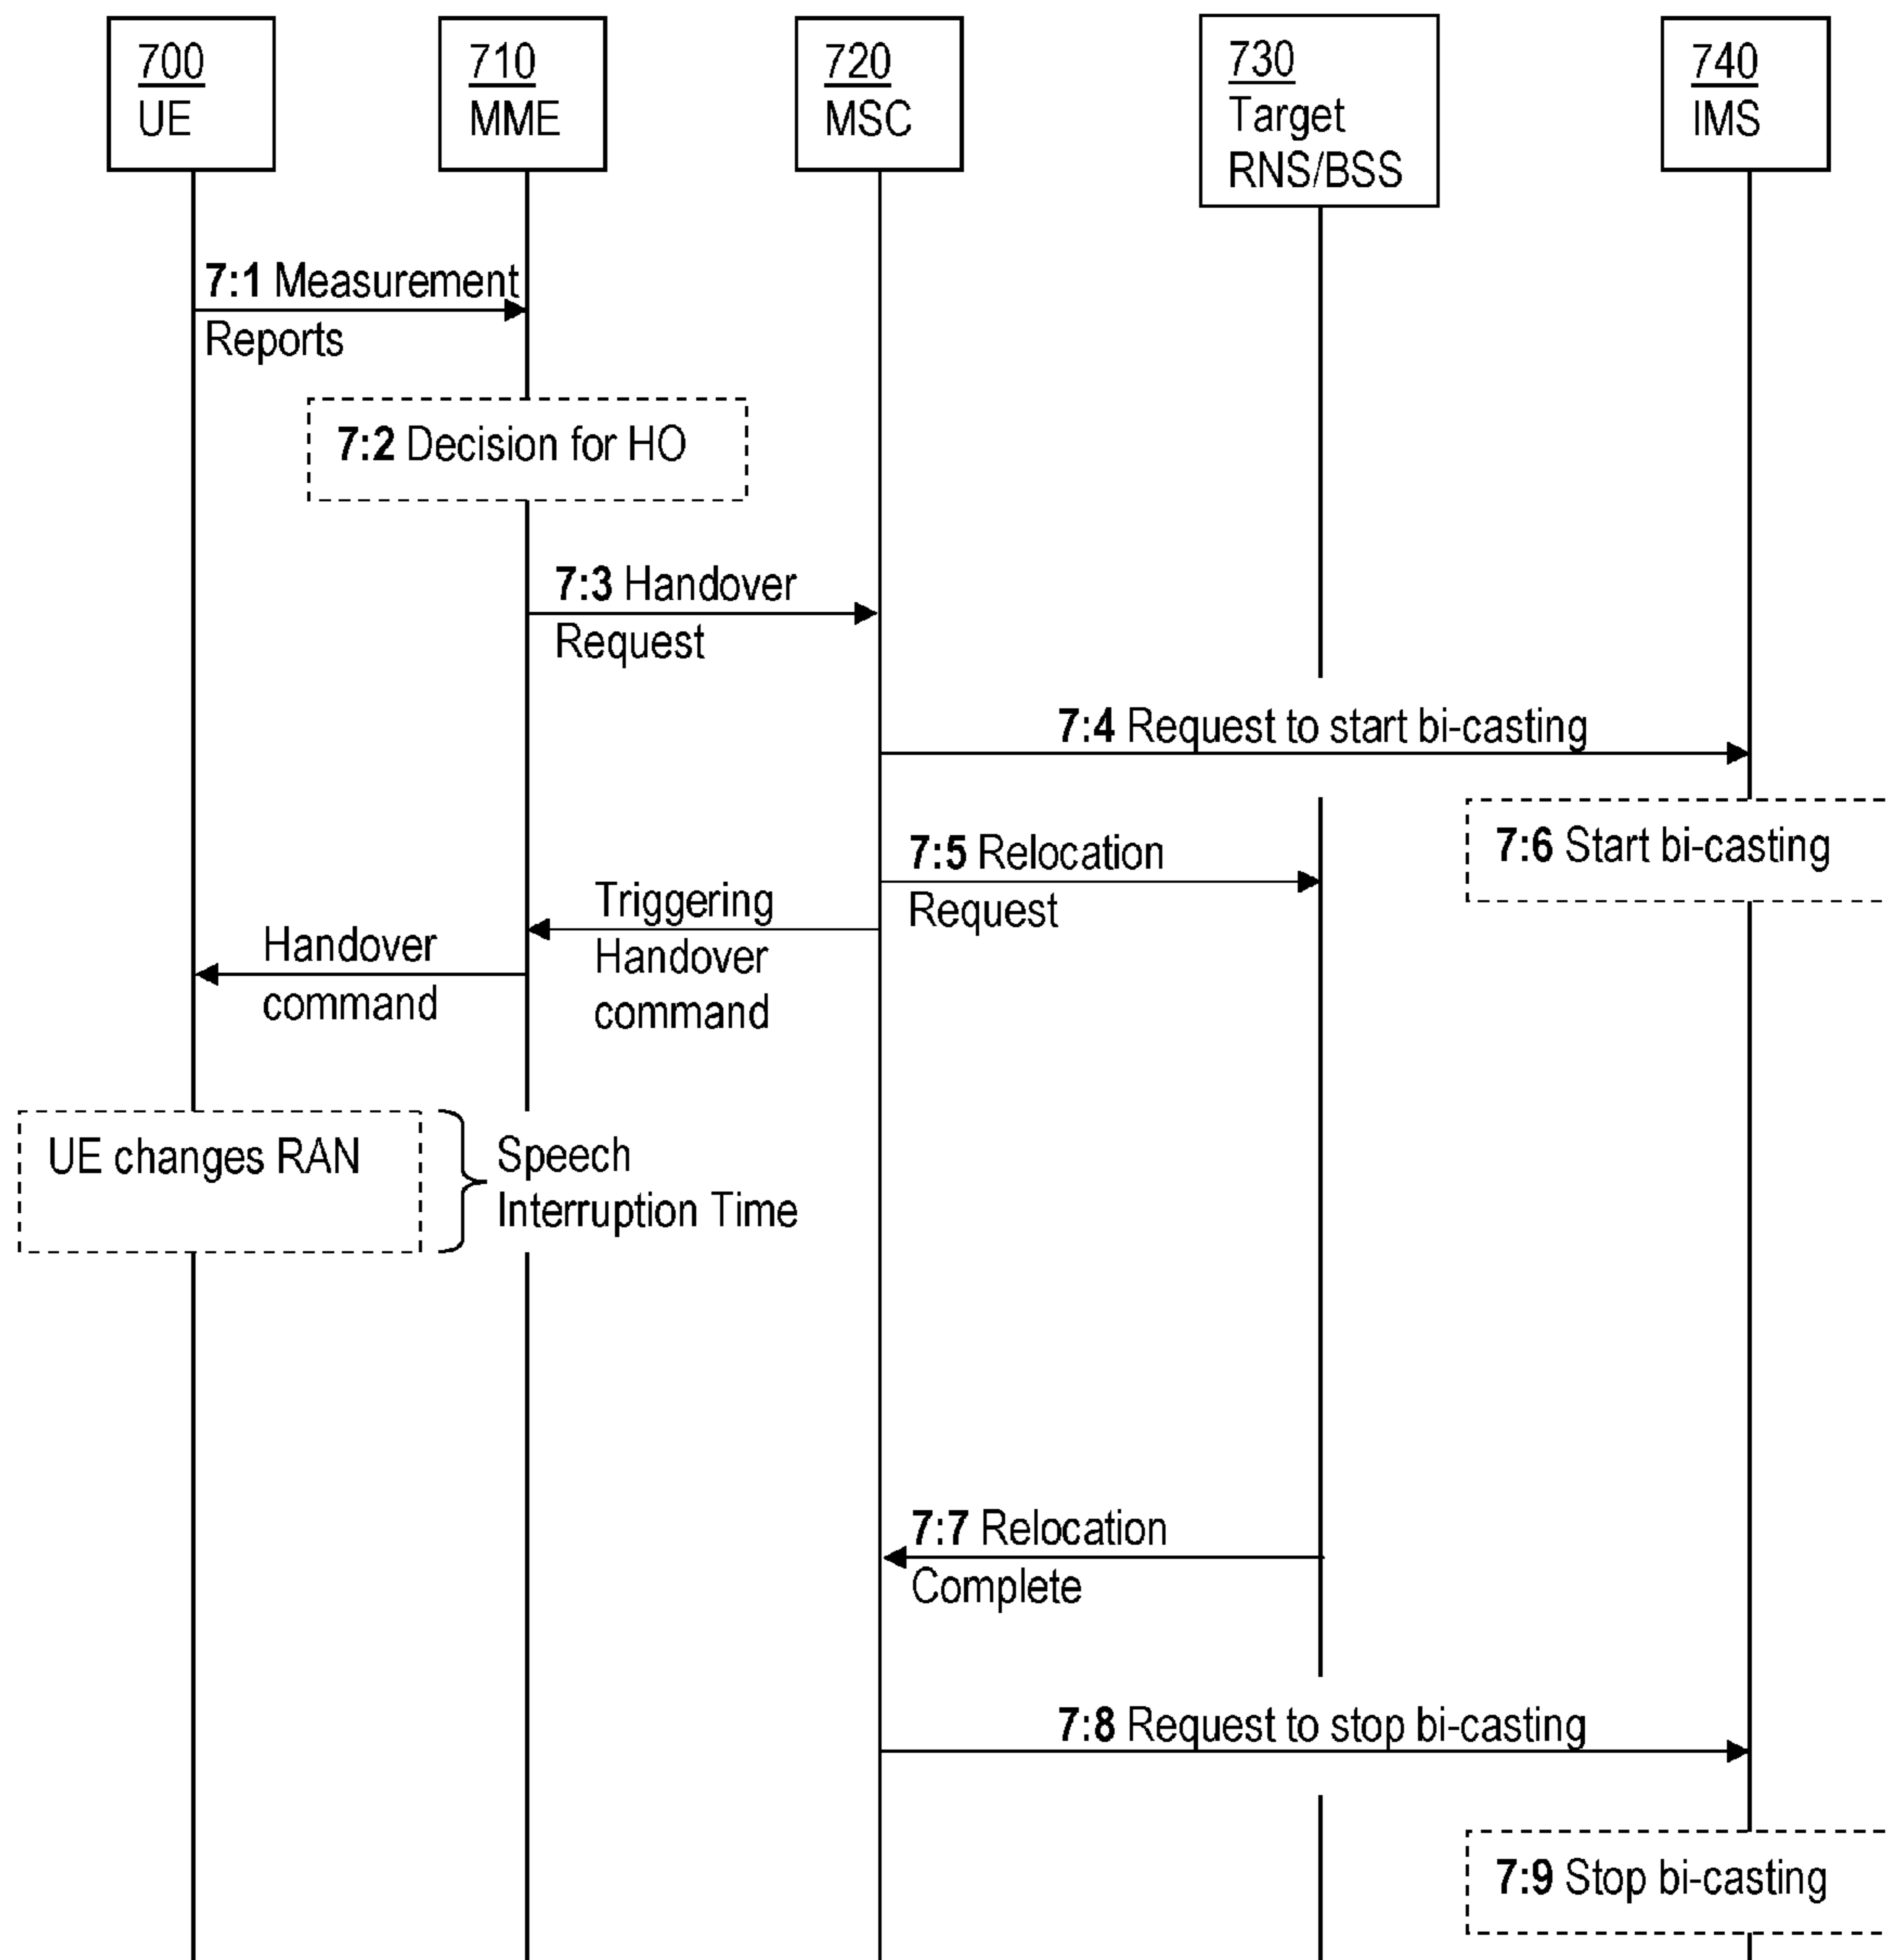 700
UE
710
MME
720
MSC
730
Target
RNS/BSS
740
IMS
7:1 Measurement
Reports
7:2 Decision for HO
7:3 Handover
Request
7:4 Request to start bi-casting
7:6 Start bi-casting
7:5 Relocation
Request
Triggering
Handover
command
Handover
command
UE changes RAN
Speech
Interruption Time
7:7 Relocation
Complete
7:8 Request to stop bi-casting
7:9 Stop bi-casting